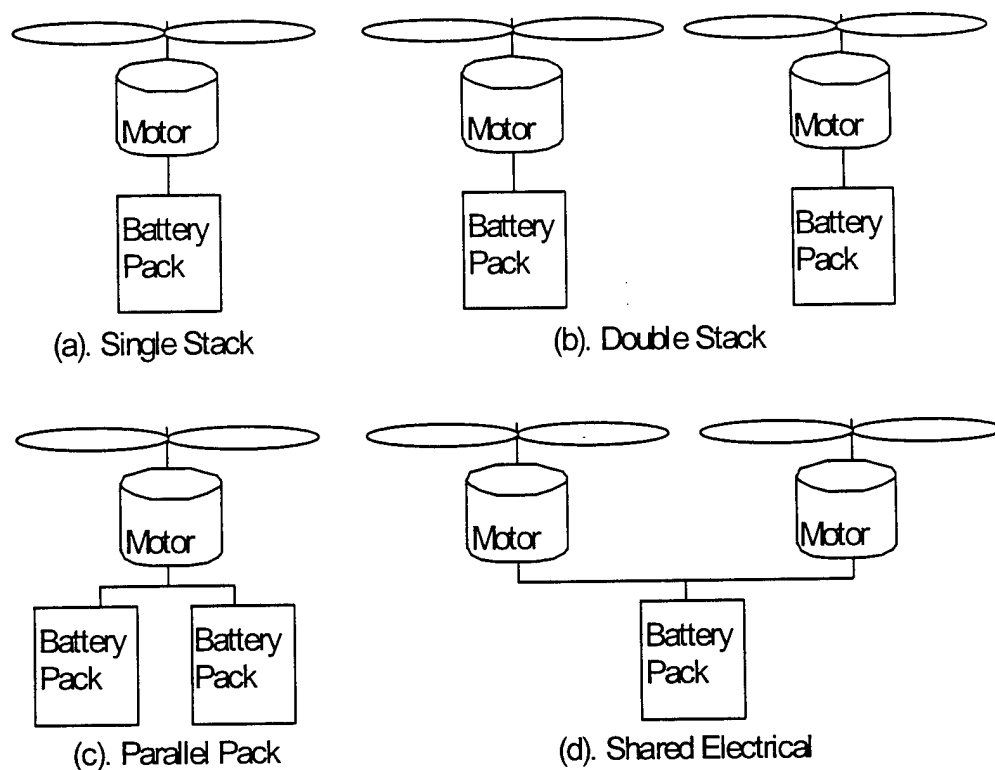 Motor
Battery
Pack
(a). Single Stack
Motor
Battery
Pack
Motor
Battery
Pack
(b). Double Stack
Motor
Battery
Pack
Battery
Pack
(c). Parallel Pack
Motor
Motor
Battery
Pack
(d). Shared Electrical